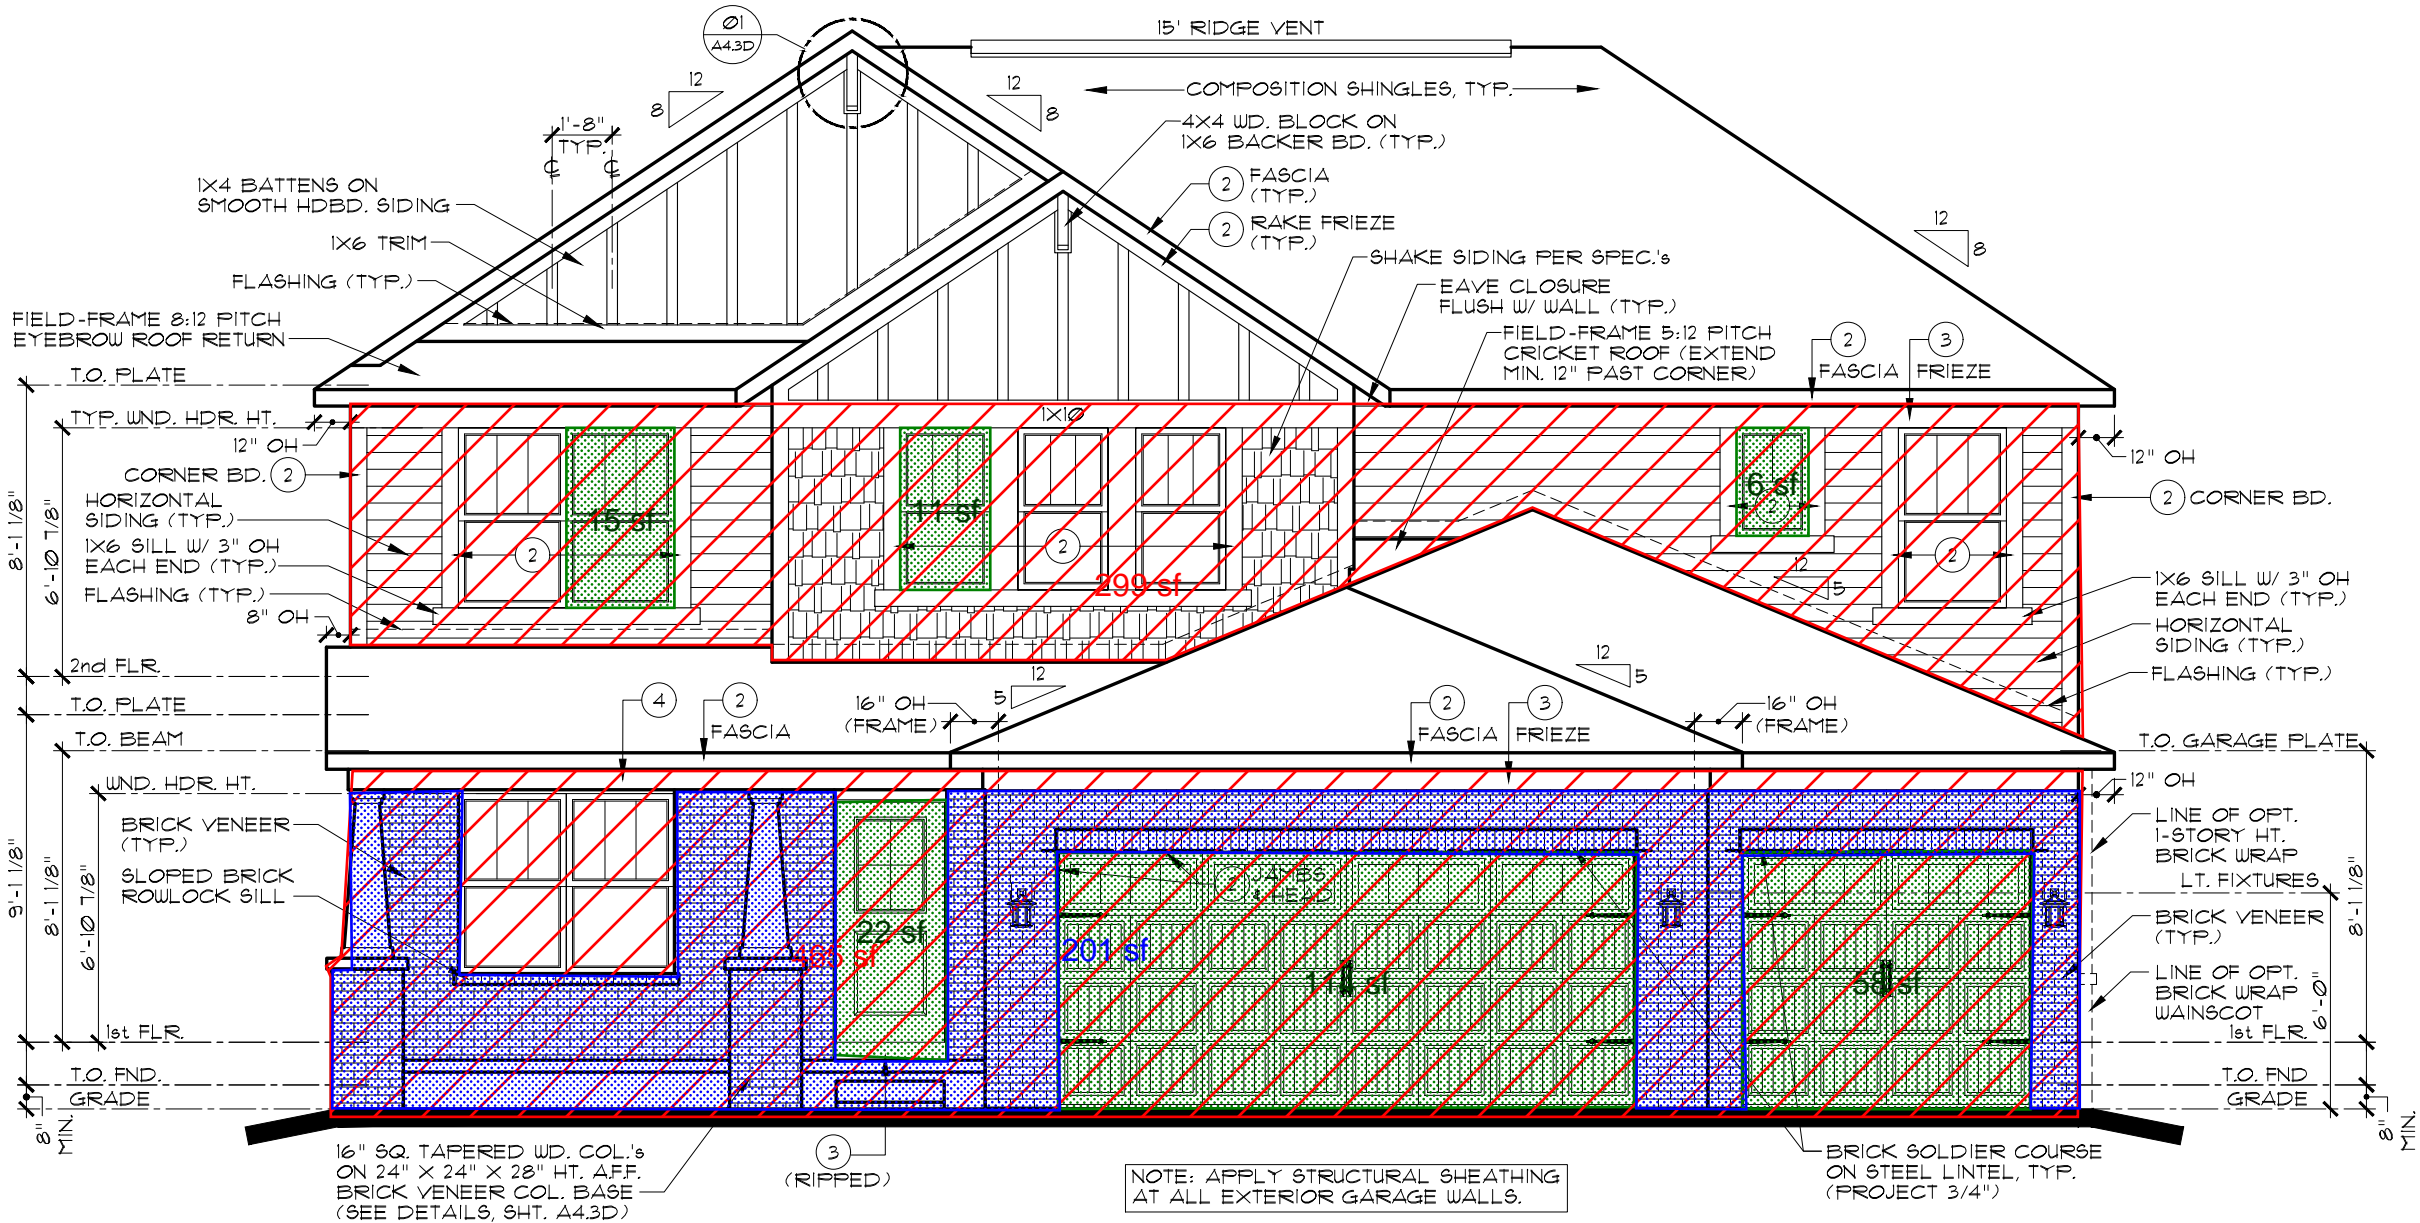 Ø1
A4.3D
15' RIDGE VENT
12
8
12
8
COMPOSITION SHINGLES, TYP.
1'-8"
TYP.
4X4 WD. BLOCK ON
1X6 BACKER BD. (TYP.)
1X4 BATTENS ON
SMOOTH HDBD. SIDING
2 FASCIA
(TYP.)
2 RAKE FRIEZE
(TYP.)
12
8
1X6 TRIM
FLASHING (TYP.)
SHAKE SIDING PER SPEC.'s
EAVE CLOSURE
FLUSH W/ WALL (TYP.)
FIELD-FRAME 8:12 PITCH
EYEBROW ROOF RETURN
FIELD-FRAME 5:12 PITCH
CRICKET ROOF (EXTEND
MIN. 12" PAST CORNER)
2
FASCIA
3
FRIEZE
T.O. PLATE
TYP. WND. HDR. HT.
12" OH
CORNER BD. 2
HORIZONTAL
SIDING (TYP.)
1X6 SILL W/ 3" OH
EACH END (TYP.)
FLASHING (TYP.)
8" OH
8'-1 1/8"
6'-10 7/8"
1X10
15 sf
11 sf
6 sf
2
2
2
2
299 sf
12
5
12" OH
2 CORNER BD.
1X6 SILL W/ 3" OH
EACH END (TYP.)
HORIZONTAL
SIDING (TYP.)
FLASHING (TYP.)
2nd FLR.
T.O. PLATE
T.O. BEAM
WND. HDR. HT.
4
2
FASCIA
16" OH
(FRAME)
5
12
12
5
2
FASCIA
3
FRIEZE
16" OH
(FRAME)
T.O. GARAGE PLATE
12" OH
BRICK VENEER
(TYP.)
SLOPED BRICK
ROWLOCK SILL
9'-1 1/8"
8'-1 1/8"
6'-10 7/8"
2 JAMBS
& HEAD
22 sf
465 sf
201 sf
114 sf
58 sf
LINE OF OPT.
1-STORY HT.
BRICK WRAP
LT. FIXTURES
BRICK VENEER
(TYP.)
LINE OF OPT.
BRICK WRAP
WAINSCOT
8'-1 1/8"
6'-0"
1st FLR.
T.O. FND.
GRADE
8"
MIN.
1st FLR.
T.O. FND
GRADE
8"
MIN.
16" SQ. TAPERED WD. COL.'s
ON 24" X 24" X 28" HT. A.F.F.
BRICK VENEER COL. BASE
(SEE DETAILS, SHT. A4.3D)
3
(RIPPED)
NOTE: APPLY STRUCTURAL SHEATHING
AT ALL EXTERIOR GARAGE WALLS.
BRICK SOLDIER COURSE
ON STEEL LINTEL, TYP.
(PROJECT 3/4")